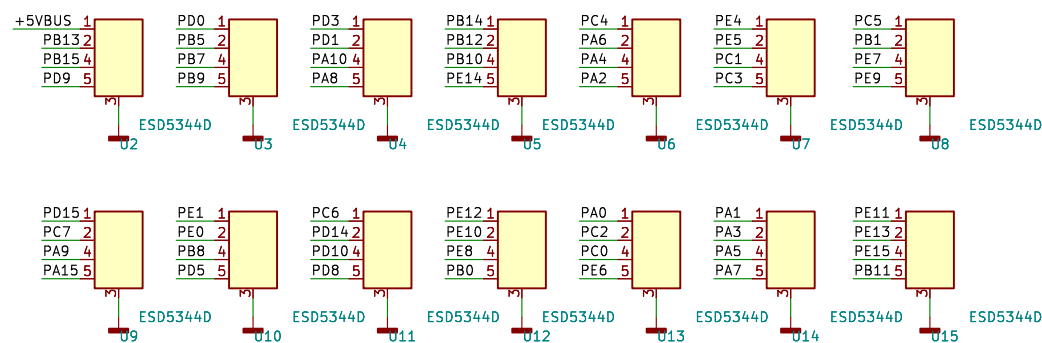 +5VBUS 1 PD0 1 PD3 1 PB14 1 PC4 1 PE4 1 PC5 1
PB13 2 PB5 2 PD1 2 PB12 2 PA6 2 PE5 2 PB1 2
PB15 4 PB7 4 PA10 4 PB10 4 PA4 4 PC1 4 PE7 4
PD9 5 PB9 5 PA8 5 PE14 5 PA2 5 PC3 5 PE9 5
3 3 3 3 3 3 3
ESD5344D ESD5344D ESD5344D ESD5344D ESD5344D ESD5344D ESD5344D
U2 U3 U4 U5 U6 U7 U8
PD15 1 PE1 1 PC6 1 PE12 1 PA0 1 PA1 1 PE11 1
PC7 2 PE0 2 PD14 2 PE10 2 PC2 2 PA3 2 PE13 2
PA9 4 PB8 4 PD10 4 PE8 4 PC0 4 PA5 4 PE15 4
PA15 5 PD5 5 PD8 5 PB0 5 PE6 5 PA7 5 PB11 5
3 3 3 3 3 3 3
ESD5344D ESD5344D ESD5344D ESD5344D ESD5344D ESD5344D ESD5344D
U9 U10 U11 U12 U13 U14 U15